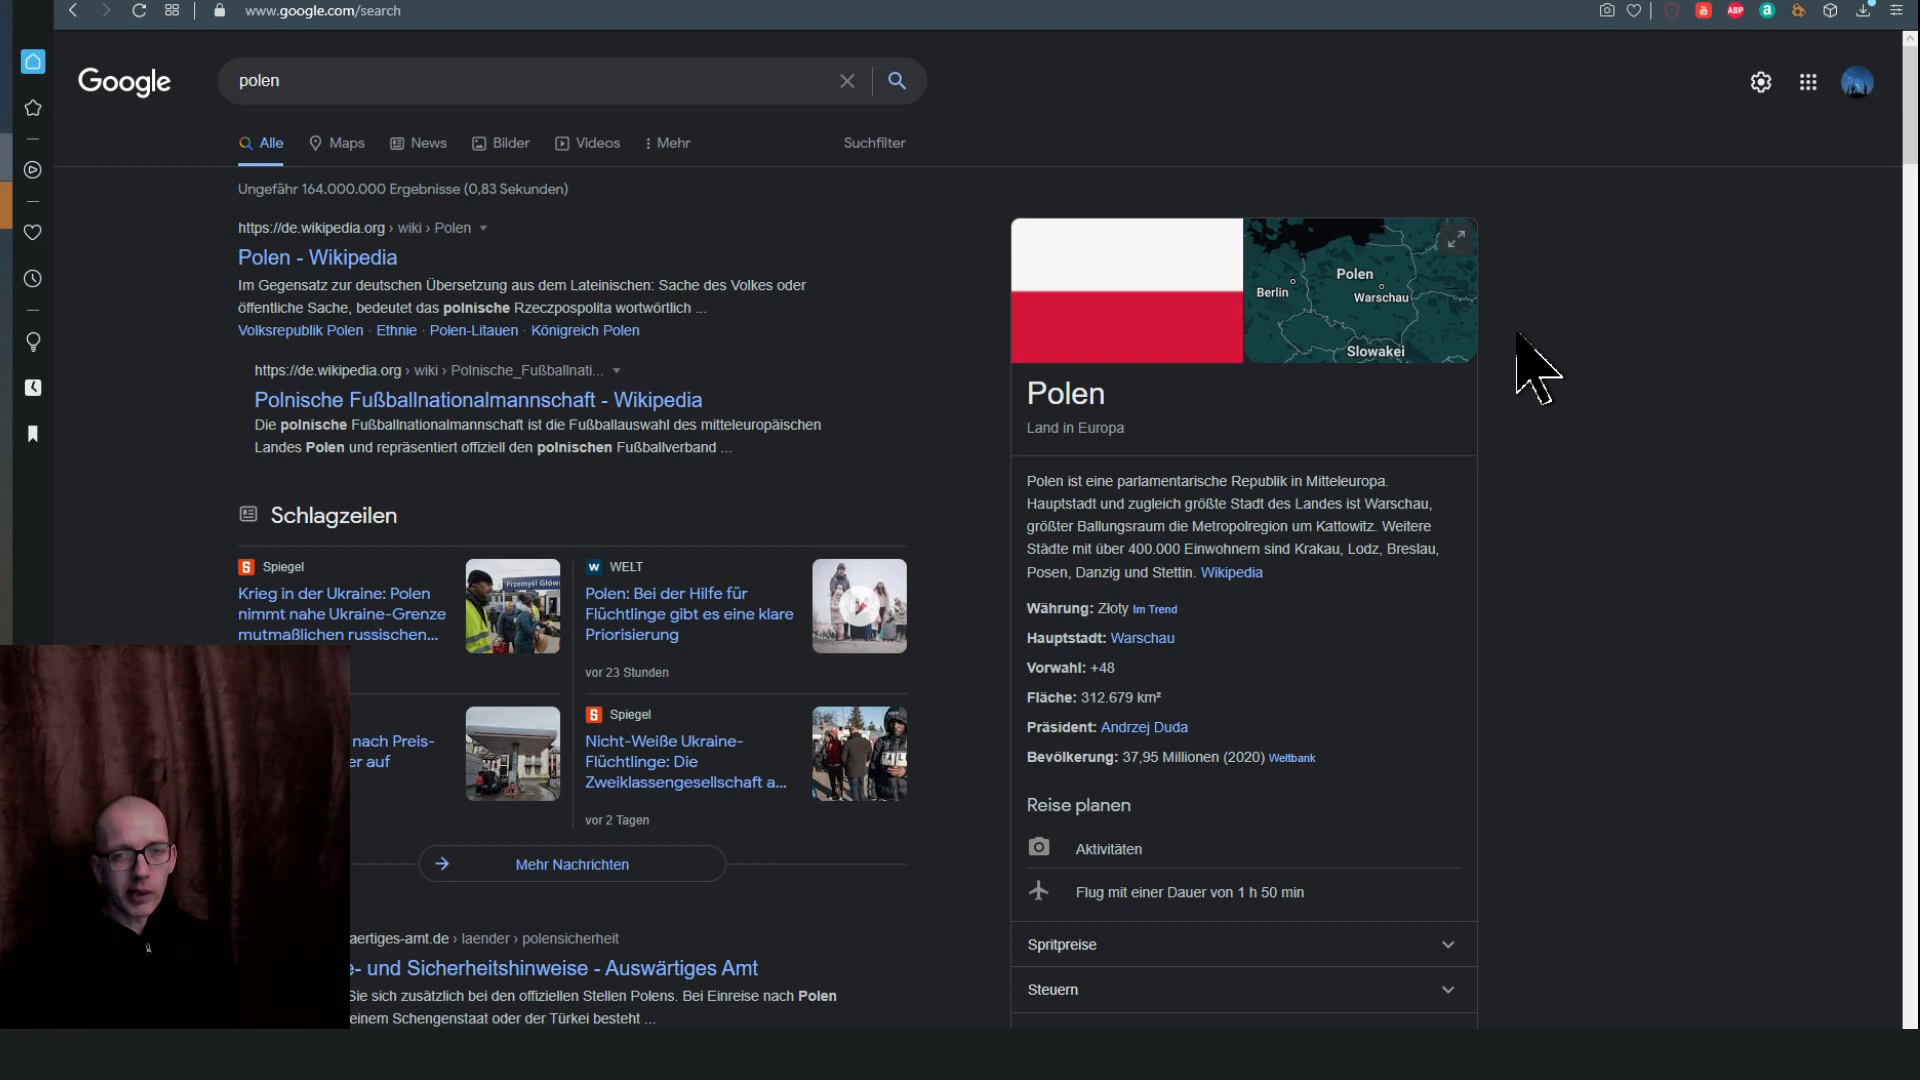 www.google.com/search
ABP
Google
polen
Alle
Maps
News
Bilder
Videos
Mehr
Suchfilter
Ungefähr 164.000.000 Ergebnisse (0,83 Sekunden)
https://de.wikipedia.org › wiki › Polen
Polen - Wikipedia
Im Gegensatz zur deutschen Übersetzung aus dem Lateinischen: Sache des Volkes oder
öffentliche Sache, bedeutet das polnische Rzeczpospolita wortwörtlich ...
Volksrepublik Polen · Ethnie · Polen-Litauen · Königreich Polen
https://de.wikipedia.org › wiki › Polnische_Fußballnati...
Polnische Fußballnationalmannschaft - Wikipedia
Die polnische Fußballnationalmannschaft ist die Fußballauswahl des mitteleuropäischen
Landes Polen und repräsentiert offiziell den polnischen Fußballverband ...
Schlagzeilen
Spiegel
Krieg in der Ukraine: Polen
nimmt nahe Ukraine-Grenze
mutmaßlichen russischen...
Przemyśl Głów
WELT
Polen: Bei der Hilfe für
Flüchtlinge gibt es eine klare
Priorisierung
vor 23 Stunden
nach Preis-
er auf
Spiegel
Nicht-Weiße Ukraine-
Flüchtlinge: Die
Zweiklassengesellschaft a...
vor 2 Tagen
Mehr Nachrichten
aertiges-amt.de › laender › polensicherheit
e- und Sicherheitshinweise - Auswärtiges Amt
Sie sich zusätzlich bei den offiziellen Stellen Polens. Bei Einreise nach Polen
einem Schengenstaat oder der Türkei besteht ...
Polen
Berlin
Warschau
Slowakei
Polen
Land in Europa
Polen ist eine parlamentarische Republik in Mitteleuropa.
Hauptstadt und zugleich größte Stadt des Landes ist Warschau,
größter Ballungsraum die Metropolregion um Kattowitz. Weitere
Städte mit über 400.000 Einwohnern sind Krakau, Lodz, Breslau,
Posen, Danzig und Stettin. Wikipedia
Währung: Złoty Im Trend
Hauptstadt: Warschau
Vorwahl: +48
Fläche: 312.679 km²
Präsident: Andrzej Duda
Bevölkerung: 37,95 Millionen (2020) Weltbank
Reise planen
Aktivitäten
Flug mit einer Dauer von 1 h 50 min
Spritpreise
Steuern